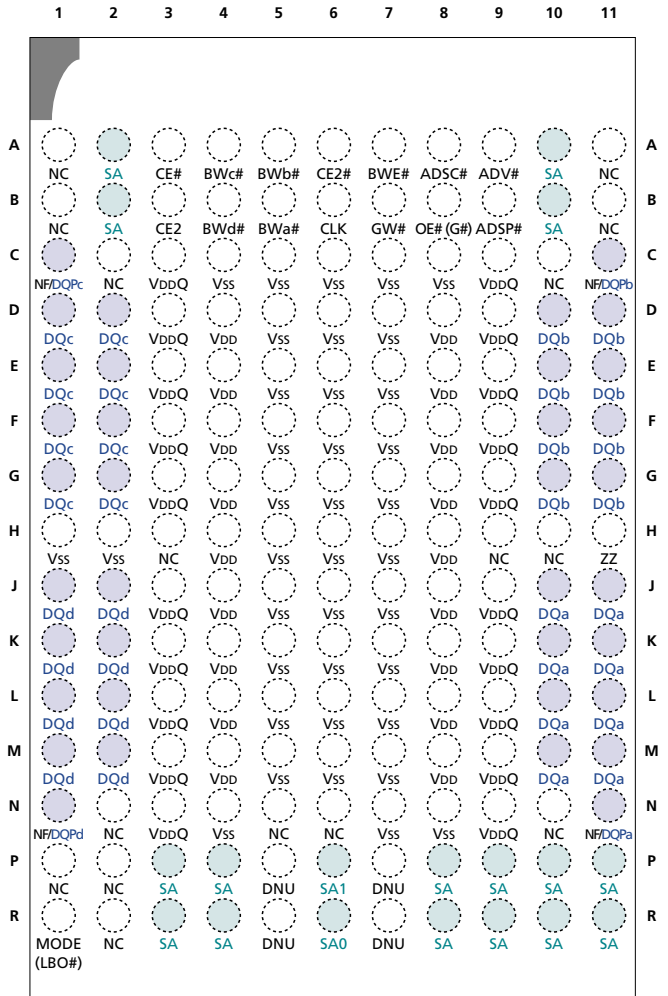 1 2 3 4 5 6 7 8 9 10 11
A A
NC SA CE# BWc# BWb# CE2# BWE# ADSC# ADV# SA NC
B B
NC SA CE2 BWd# BWa# CLK GW# OE# (G#) ADSP# SA NC
C C
NF/DQPc NC VDDQ Vss Vss Vss Vss Vss VDDQ NC NF/DQPb
D D
DQc DQc VDDQ VDD Vss Vss Vss VDD VDDQ DQb DQb
E E
DQc DQc VDDQ VDD Vss Vss Vss VDD VDDQ DQb DQb
F F
DQc DQc VDDQ VDD Vss Vss Vss VDD VDDQ DQb DQb
G G
DQc DQc VDDQ VDD Vss Vss Vss VDD VDDQ DQb DQb
H H
Vss Vss NC VDD Vss Vss Vss VDD NC NC ZZ
J J
DQd DQd VDDQ VDD Vss Vss Vss VDD VDDQ DQa DQa
K K
DQd DQd VDDQ VDD Vss Vss Vss VDD VDDQ DQa DQa
L L
DQd DQd VDDQ VDD Vss Vss Vss VDD VDDQ DQa DQa
M M
DQd DQd VDDQ VDD Vss Vss Vss VDD VDDQ DQa DQa
N N
NF/DQPd NC VDDQ Vss NC NC Vss Vss VDDQ NC NF/DQPa
P P
NC NC SA SA DNU SA1 DNU SA SA SA SA
R R
MODE NC SA SA DNU SA0 DNU SA SA SA SA
(LBO#)